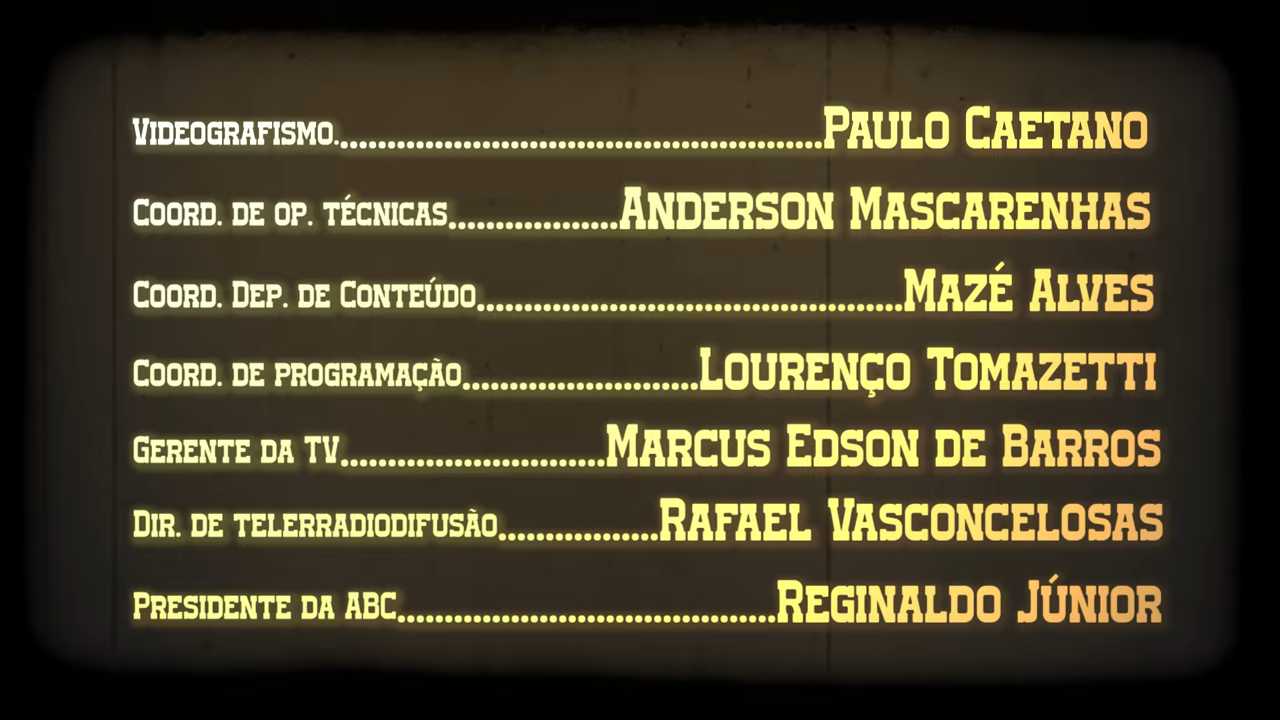 Videografismo.................................................Paulo Caetano
Coord. de op. técnicas.................Anderson Mascarenhas
Coord. Dep. de Conteúdo...........................................Mazé Alves
Coord. de programação........................Lourenço Tomazetti
Gerente da TV...........................Marcus Edson de Barros
Dir. de telerradiodifusão................Rafael Vasconcelosas
Presidente da ABC......................................Reginaldo Júnior